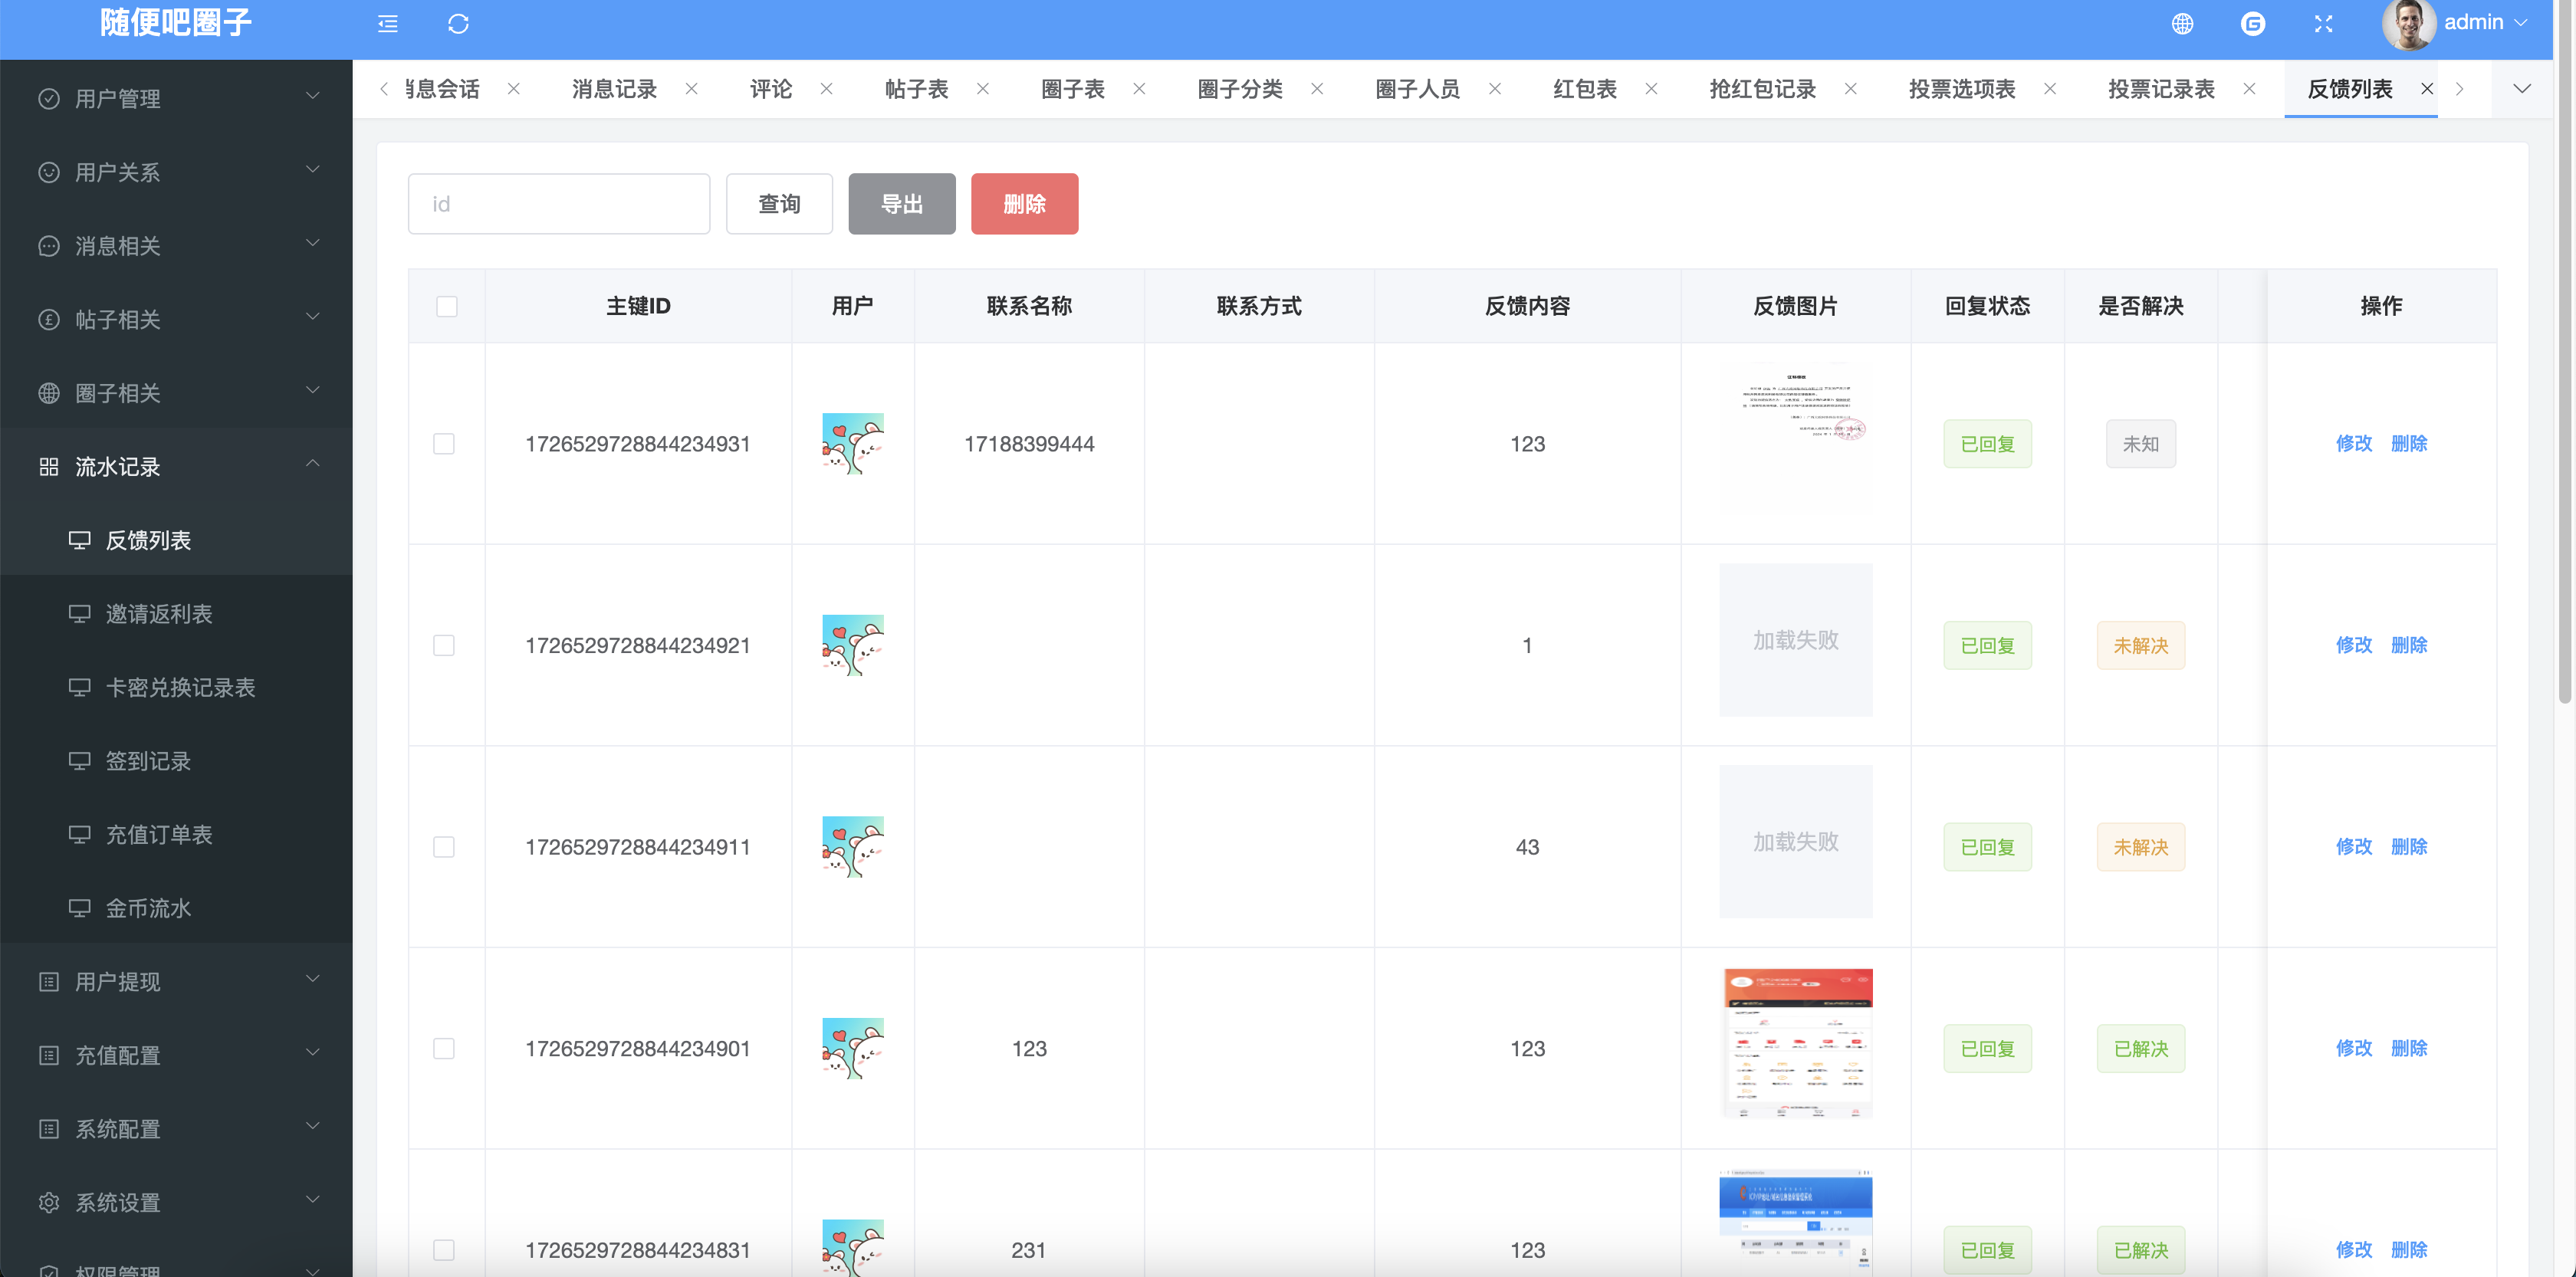 随便吧圈子
admin
用户管理
用户关系
消息相关
帖子相关
圈子相关
流水记录
反馈列表
邀请返利表
卡密兑换记录表
签到记录
充值订单表
金币流水
用户提现
充值配置
系统配置
系统设置
权限管理
消息会话 消息记录 评论 帖子表 圈子表 圈子分类 圈子人员 红包表 抢红包记录 投票选项表 投票记录表 反馈列表
id 查询 导出 删除
主键ID 用户 联系名称 联系方式 反馈内容 反馈图片 回复状态 是否解决 操作
1726529728844234931 17188399444 123 已回复 未知 修改 删除
1726529728844234921 1 加载失败 已回复 未解决 修改 删除
1726529728844234911 43 加载失败 已回复 未解决 修改 删除
1726529728844234901 123 123 已回复 已解决 修改 删除
1726529728844234831 231 123 已回复 已解决 修改 删除